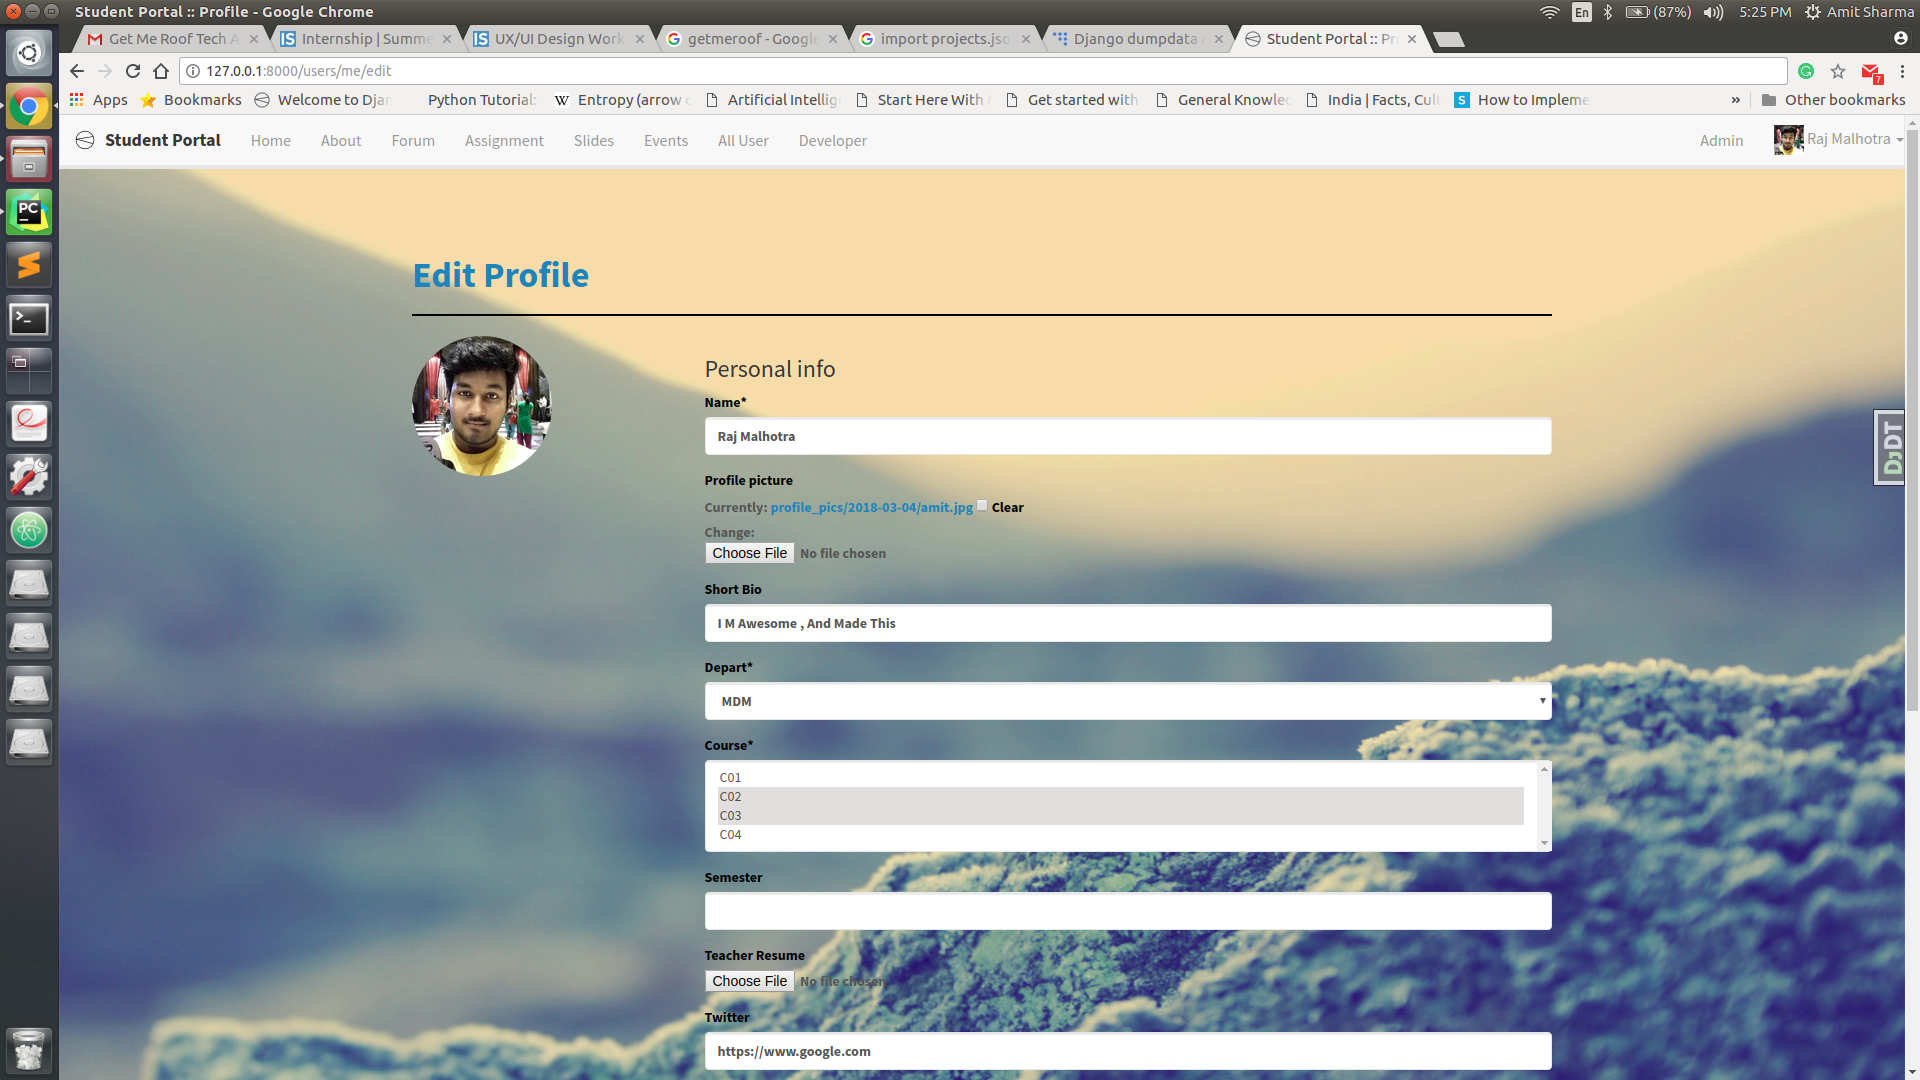 Student Portal :: Profile - Google Chrome
En (87%) 5:25 PM Amit Sharma
Get Me Roof Tech A Internship | Summe UX/UI Design Work getmeroof - Google import projects.jso Django dumpdata Student Portal :: Pr
127.0.0.1:8000/users/me/edit 7
Apps Bookmarks Welcome to Djan Python Tutorial: W Entropy (arrow o Artificial Intellig Start Here With Get started with General Knowlec India | Facts, Cult S How to Impleme » Other bookmarks
Student Portal Home About Forum Assignment Slides Events All User Developer Admin Raj Malhotra
PC
Edit Profile
Personal info
Name*
Raj Malhotra
DJDT
Profile picture
Currently: profile_pics/2018-03-04/amit.jpg Clear
Change:
Choose File No file chosen
Short Bio
I M Awesome , And Made This
Depart*
MDM
Course*
C01
C02
C03
C04
Semester
Teacher Resume
Choose File No file chosen
Twitter
https://www.google.com